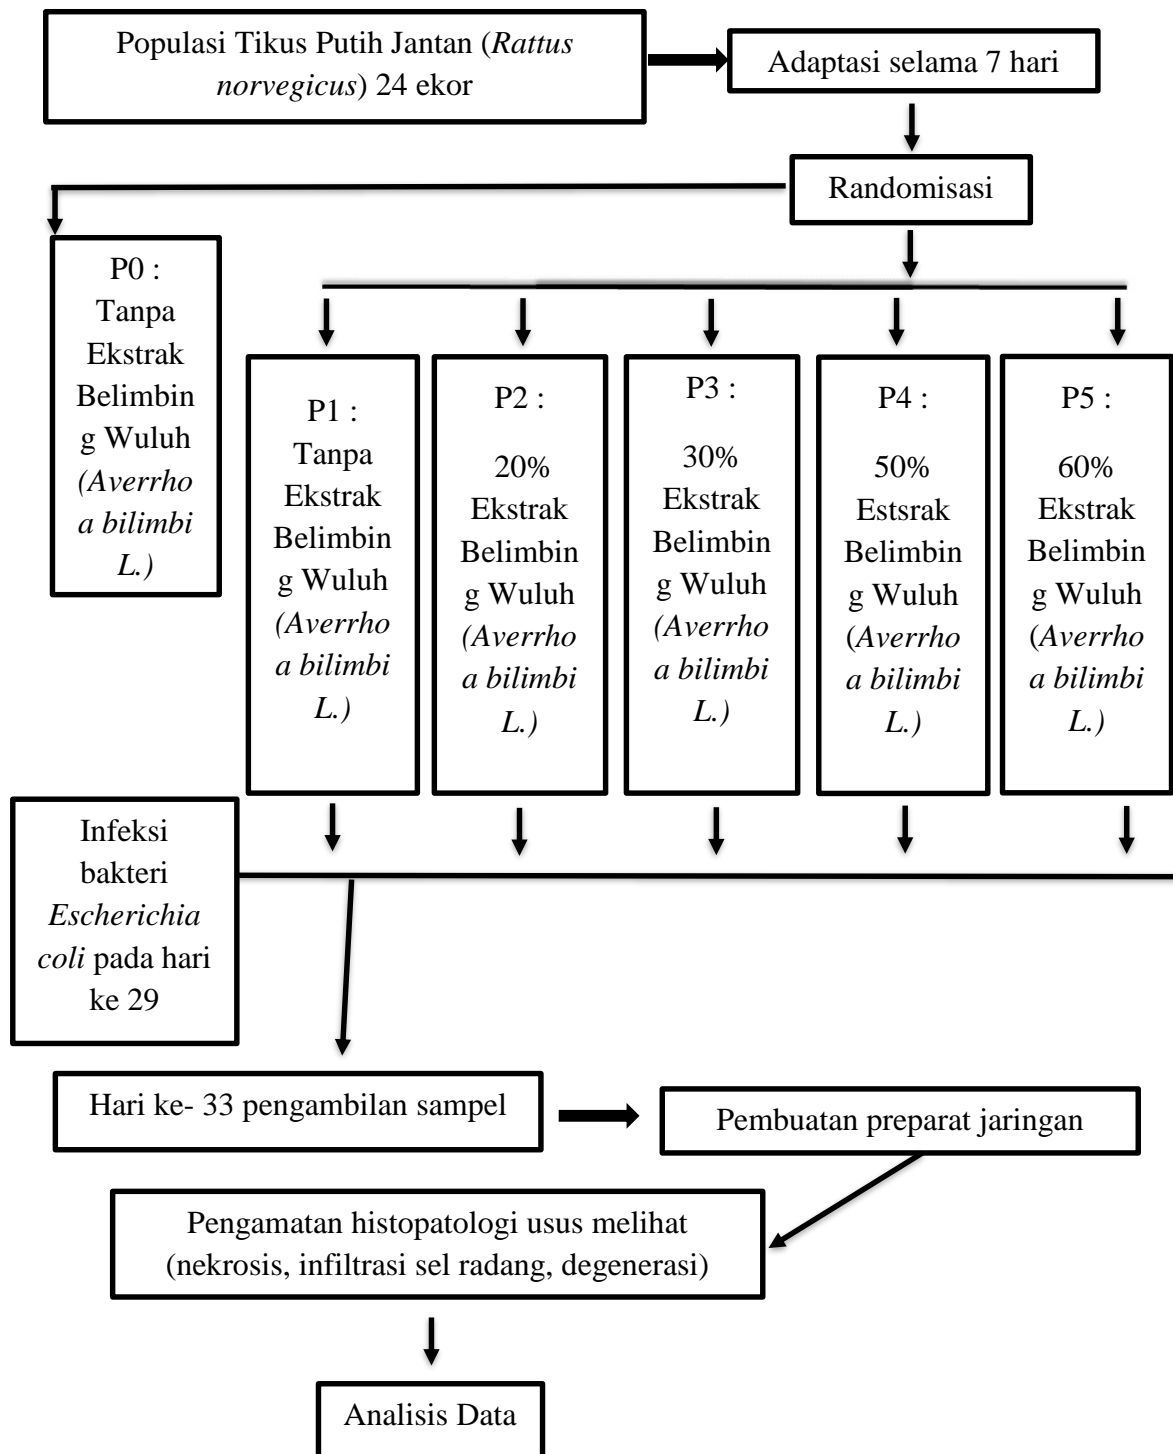 Populasi Tikus Putih Jantan (Rattus
norvegicus) 24 ekor
Adaptasi selama 7 hari
Randomisasi
P0 :
Tanpa
Ekstrak
Belimbin
g Wuluh
(Averrho
a bilimbi
L.)
P1 :
Tanpa
Ekstrak
Belimbin
g Wuluh
(Averrho
a bilimbi
L.)
P2 :
20%
Ekstrak
Belimbin
g Wuluh
(Averrho
a bilimbi
L.)
P3 :
30%
Ekstrak
Belimbin
g Wuluh
(Averrho
a bilimbi
L.)
P4 :
50%
Estsrak
Belimbin
g Wuluh
(Averrho
a bilimbi
L.)
P5 :
60%
Ekstrak
Belimbin
g Wuluh
(Averrho
a bilimbi
L.)
Infeksi
bakteri
Escherichia
coli pada hari
ke 29
Hari ke- 33 pengambilan sampel
Pembuatan preparat jaringan
Pengamatan histopatologi usus melihat
(nekrosis, infiltrasi sel radang, degenerasi)
Analisis Data